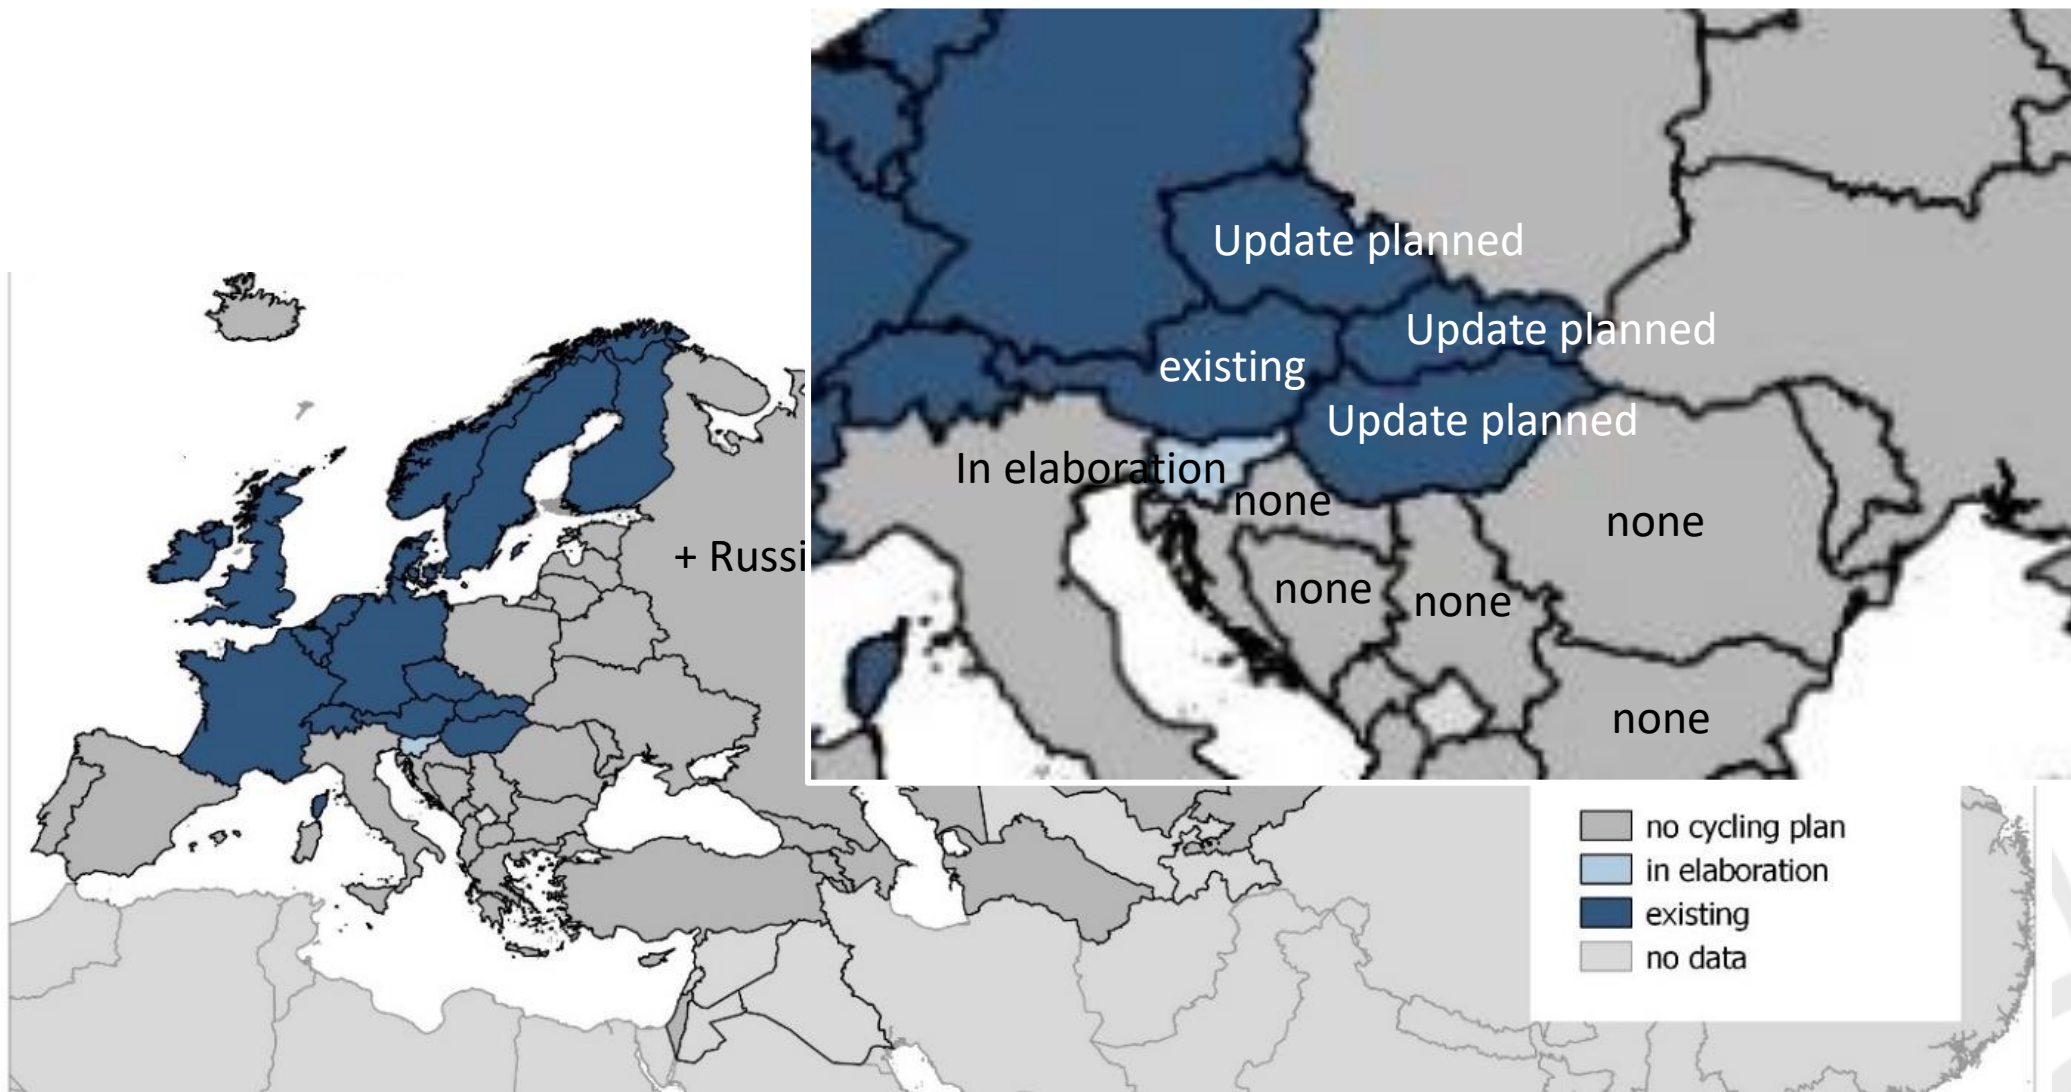 Update planned
Update planned
existing
Update planned
In elaboration
none
none
+ Russi
none
none
none
no cycling plan
in elaboration
existing
no data